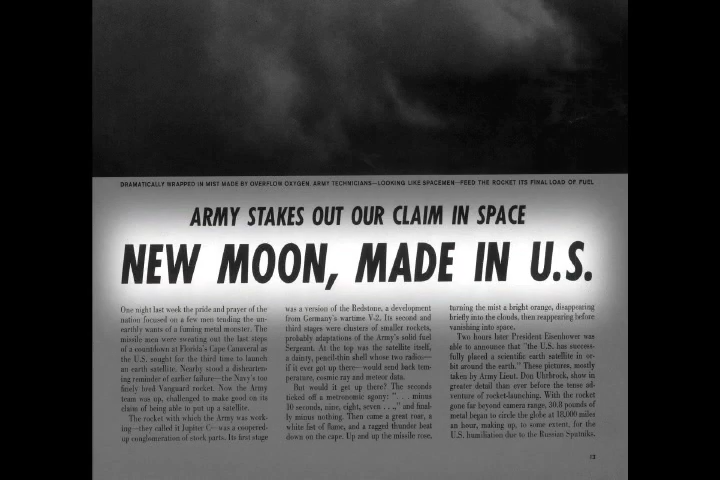 DRAMATICALLY WRAPPED IN MIST MADE BY OVERFLOW OXYGEN, ARMY TECHNICIANS—LOOKING LIKE SPACEMEN—FEED THE ROCKET ITS FINAL LOAD OF FUEL
ARMY STAKES OUT OUR CLAIM IN SPACE
NEW MOON, MADE IN U.S.
One night last week the pride and prayer of the
nation focused on a few men tending the un-
earthly wants of a fuming metal monster. The
missile men were sweating out the last steps
of a countdown at Florida's Cape Canaveral as
the U.S. sought for the third time to launch
an earth satellite. Nearby stood a dishearten-
ing reminder of earlier failure—the Navy's too
finely bred Vanguard rocket. Now the Army
team was up, challenged to make good on its
claim of being able to put up a satellite.
The rocket with which the Army was work-
ing—they called it Jupiter C—was a coopered-
up conglomeration of stock parts. Its first stage
was a version of the Redstone, a development
from Germany's wartime V-2. Its second and
third stages were clusters of smaller rockets,
probably adaptations of the Army's solid fuel
Sergeant. At the top was the satellite itself,
a dainty, pencil-thin shell whose two radios—
if it ever got up there—would send back tem-
perature, cosmic ray and meteor data.
But would it get up there? The seconds
ticked off a metronomic agony: ". . . minus
10 seconds, nine, eight, seven . . . ," and final-
ly minus nothing. Then came a great roar, a
white fist of flame, and a ragged thunder beat
down on the cape. Up and up the missile rose,
turning the mist a bright orange, disappearing
briefly into the clouds, then reappearing before
vanishing into space.
Two hours later President Eisenhower was
able to announce that "the U.S. has success-
fully placed a scientific earth satellite in or-
bit around the earth." These pictures, mostly
taken by Army Lieut. Don Uhrbrock, show in
greater detail than ever before the tense ad-
venture of rocket-launching. With the rocket
gone far beyond camera range, 30.8 pounds of
metal began to circle the globe at 18,000 miles
an hour, making up, to some extent, for the
U.S. humiliation due to the Russian Sputniks.
13